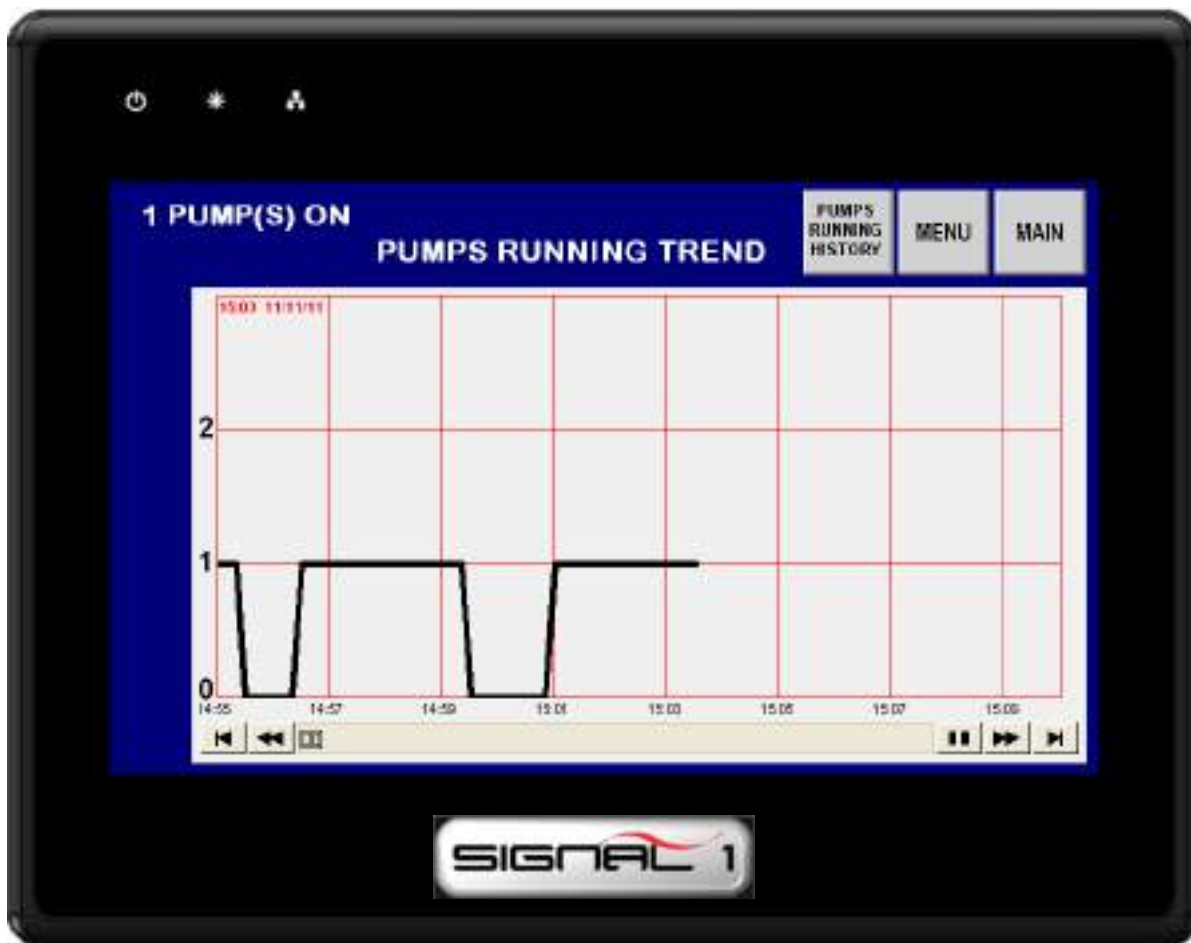 1 PUMP(S) ON
PUMPS RUNNING TREND
PUMPS
RUNNING
HISTORY
MENU
MAIN
15:03 11/11/11
2
1
0
14:55 14:57 14:59 15:01 15:03 15:05 15:07 15:09
SIGNAL 1